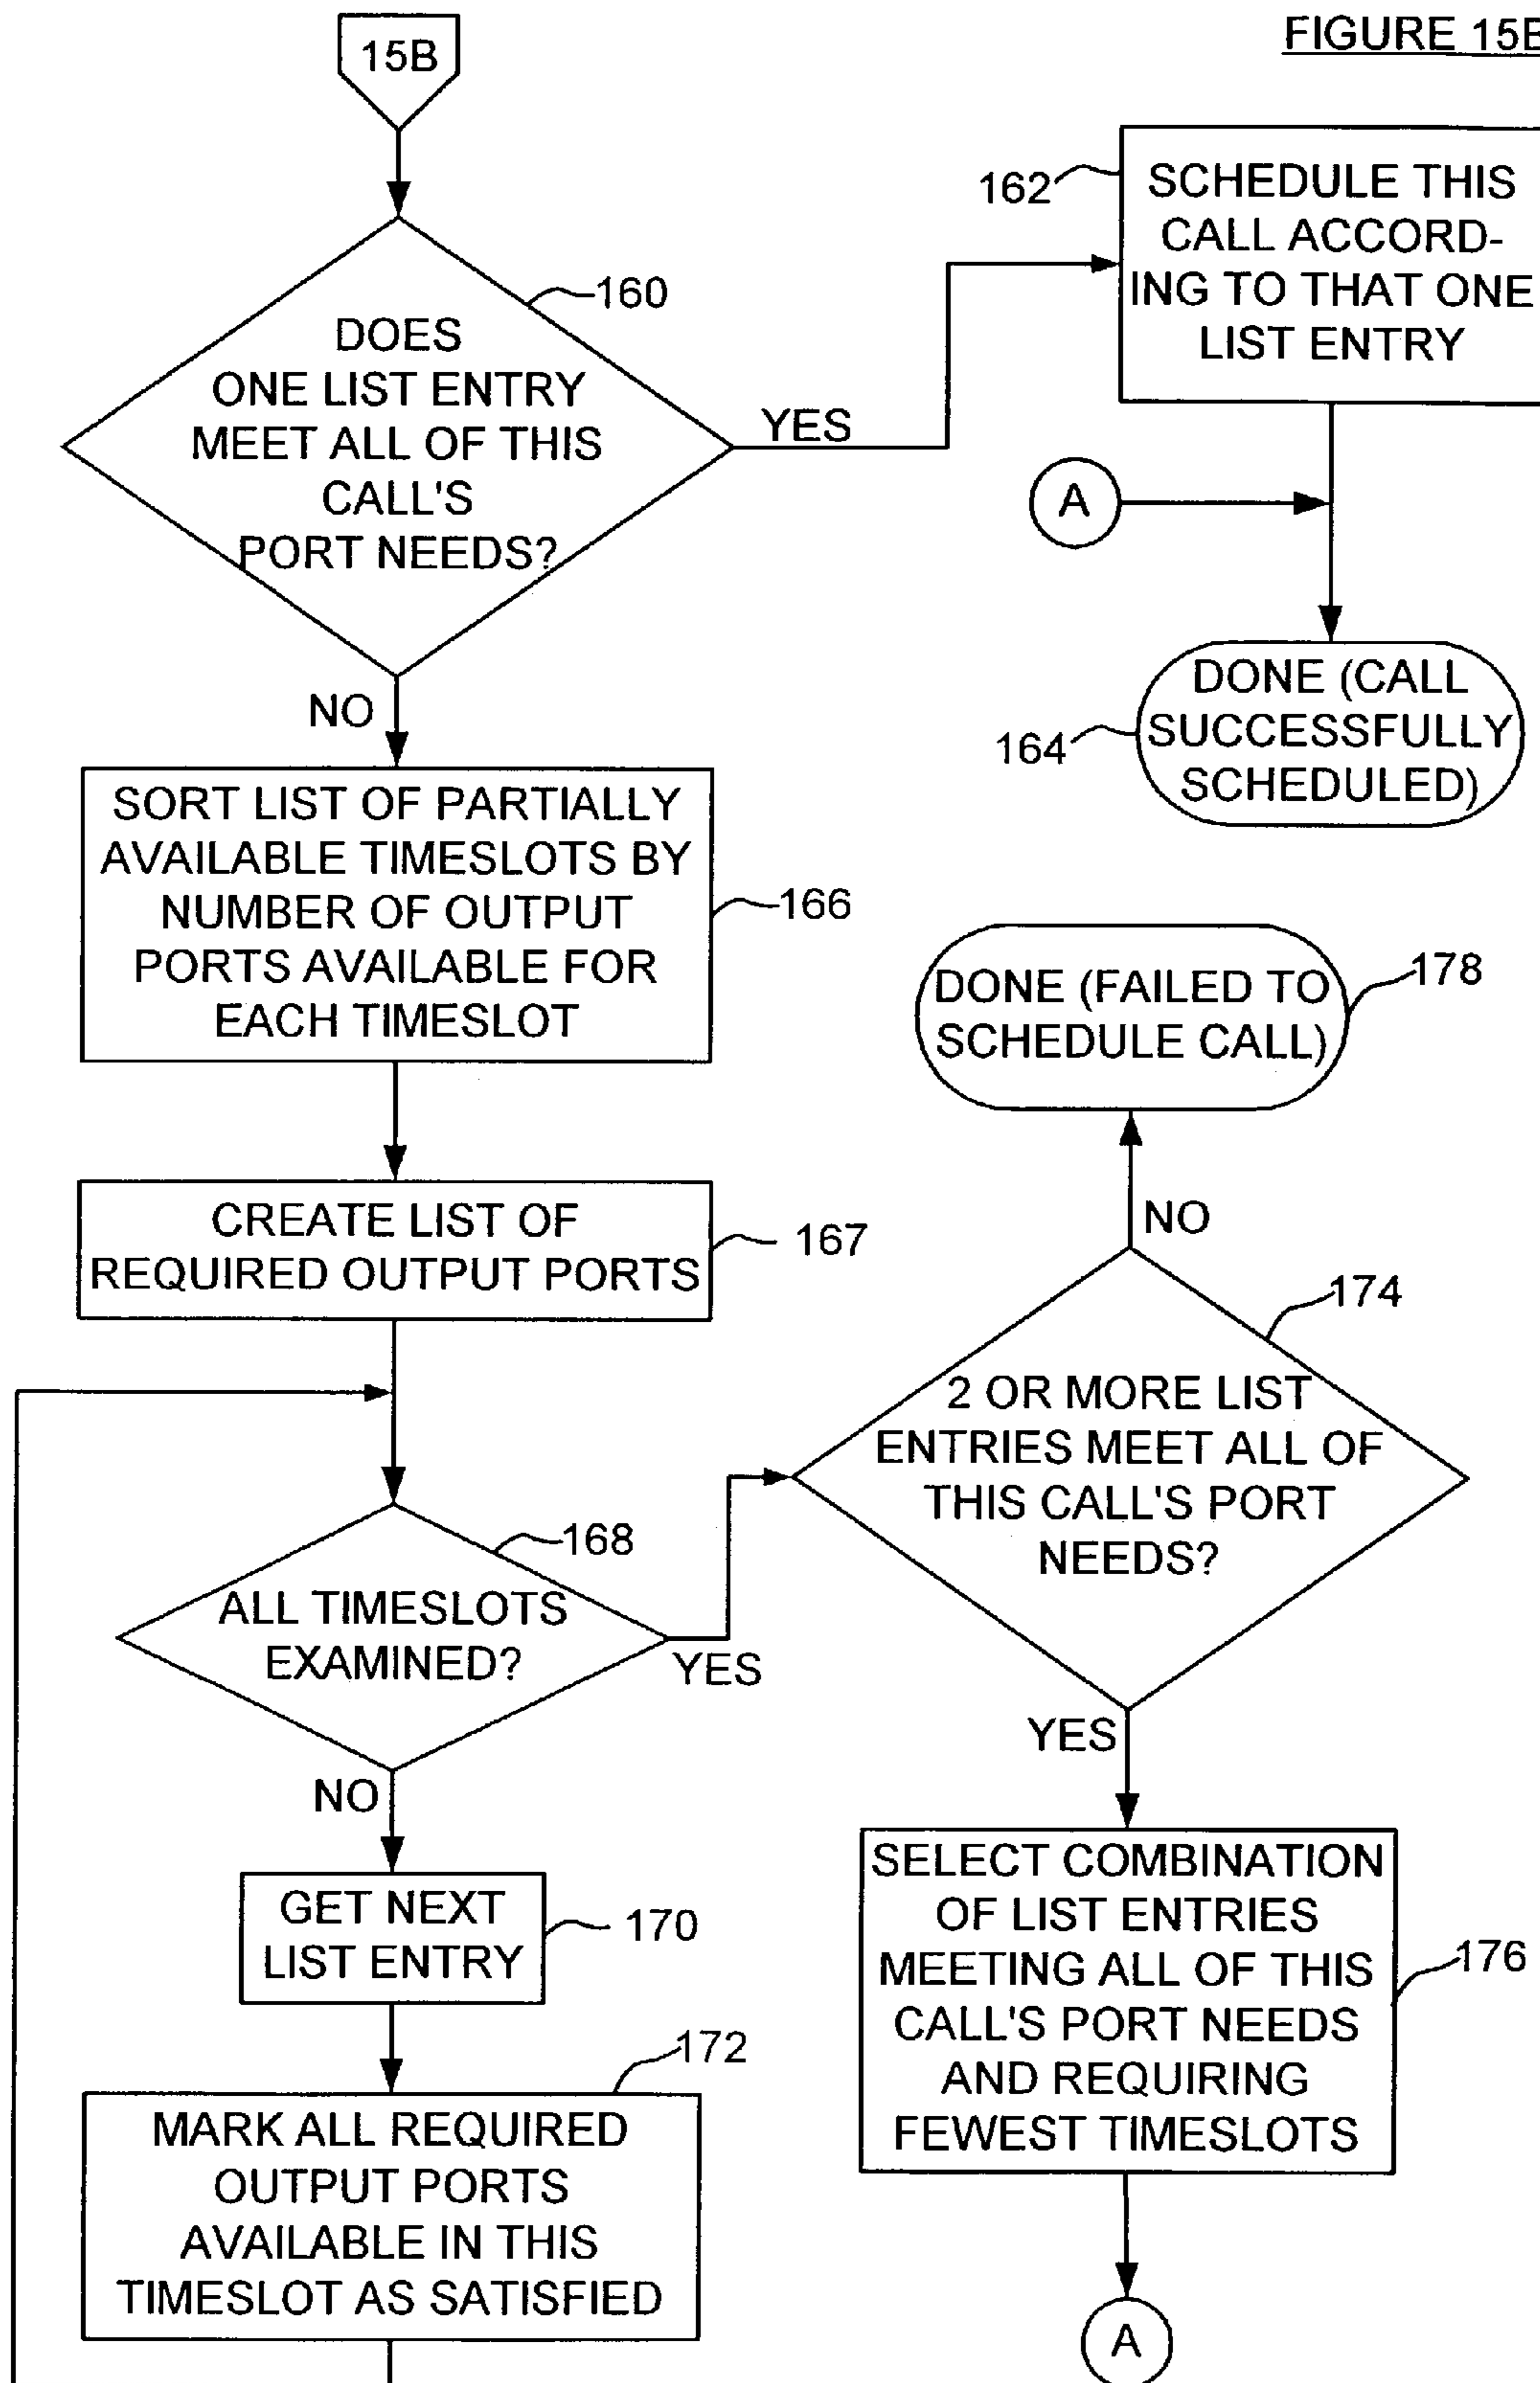 FIGURE 15B
15B
160
DOES
ONE LIST ENTRY
MEET ALL OF THIS
CALL'S
PORT NEEDS?
YES
NO
162
SCHEDULE THIS
CALL ACCORD-
ING TO THAT ONE
LIST ENTRY
A
164
DONE (CALL
SUCCESSFULLY
SCHEDULED)
SORT LIST OF PARTIALLY
AVAILABLE TIMESLOTS BY
NUMBER OF OUTPUT
PORTS AVAILABLE FOR
EACH TIMESLOT
166
CREATE LIST OF
REQUIRED OUTPUT PORTS
167
168
ALL TIMESLOTS
EXAMINED?
YES
NO
GET NEXT
LIST ENTRY
170
172
MARK ALL REQUIRED
OUTPUT PORTS
AVAILABLE IN THIS
TIMESLOT AS SATISFIED
DONE (FAILED TO
SCHEDULE CALL)
178
NO
174
2 OR MORE LIST
ENTRIES MEET ALL OF
THIS CALL'S PORT
NEEDS?
YES
SELECT COMBINATION
OF LIST ENTRIES
MEETING ALL OF THIS
CALL'S PORT NEEDS
AND REQUIRING
FEWEST TIMESLOTS
176
A